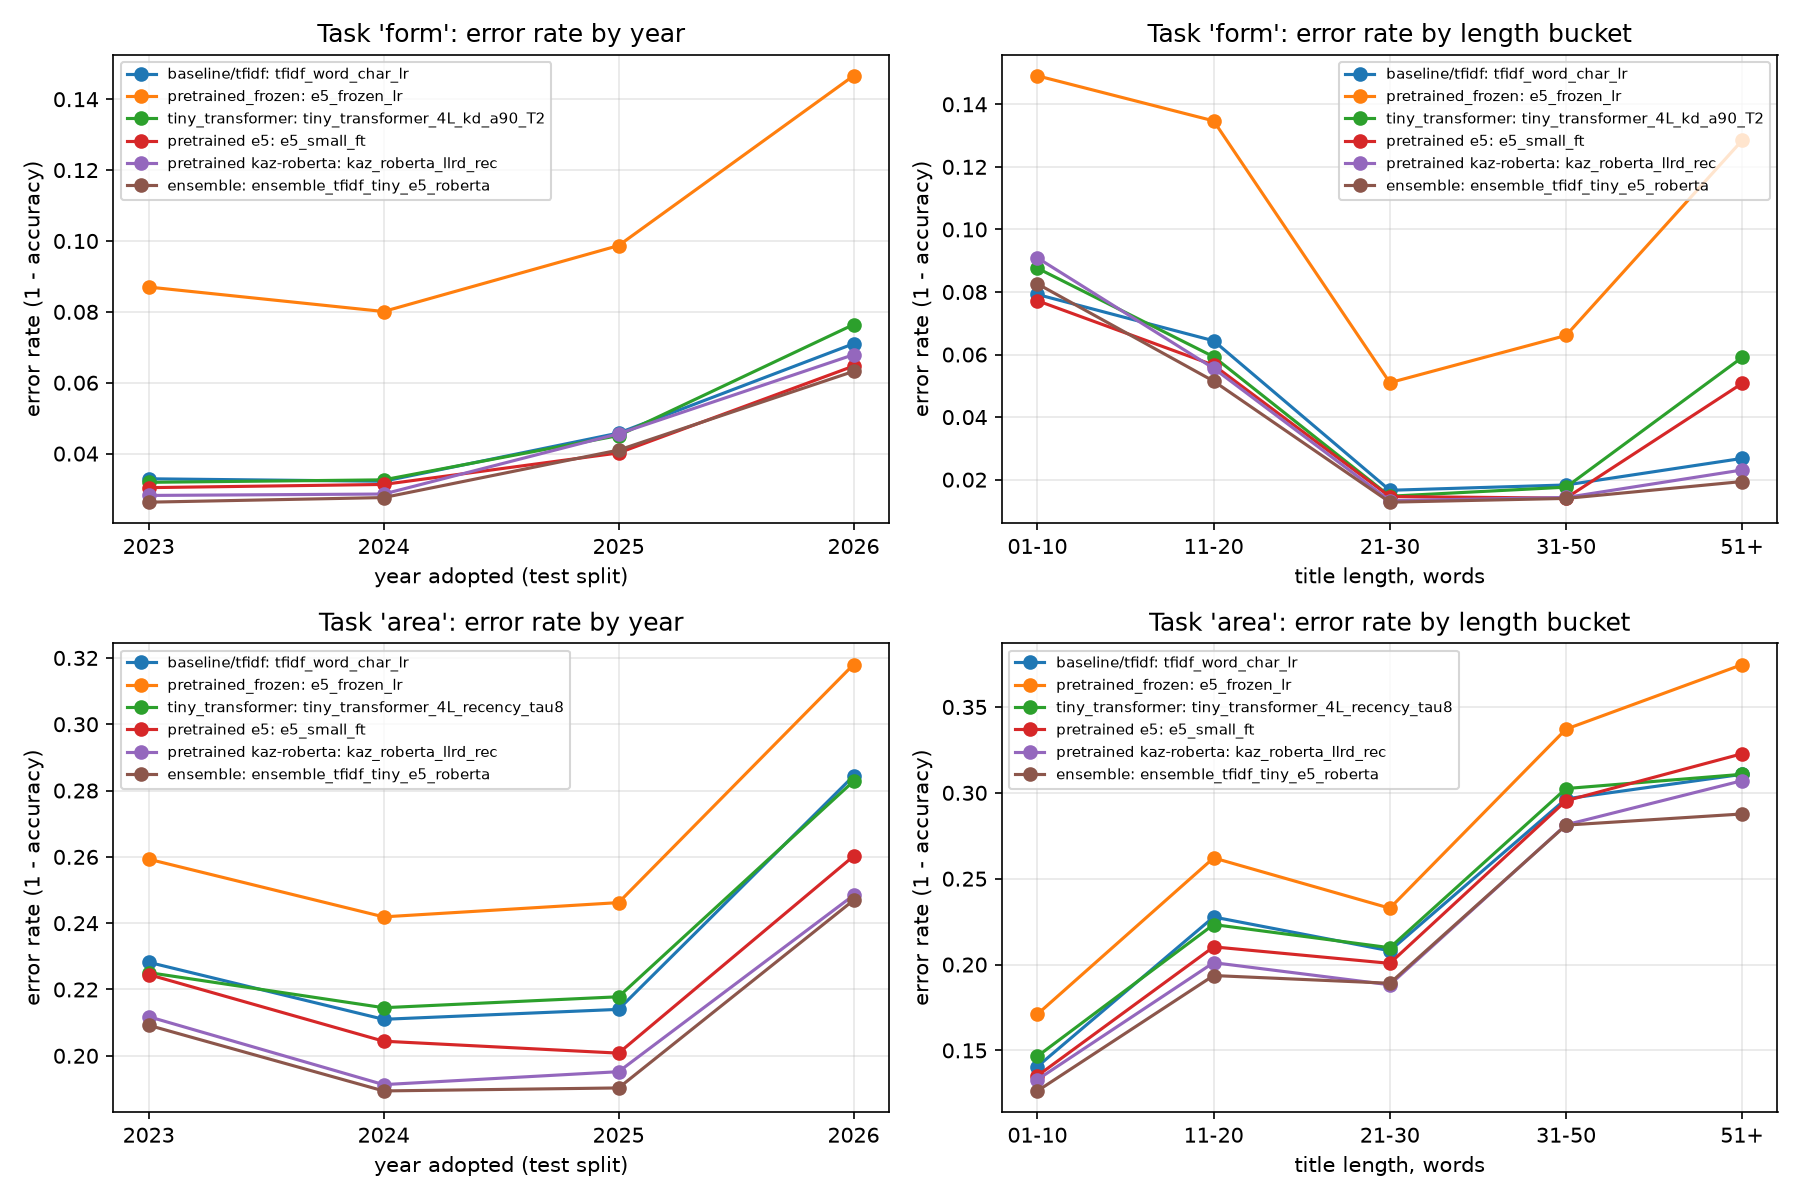 Task 'form': error rate by year
error rate (1 - accuracy)
0.14
0.12
0.10
0.08
0.06
0.04
baseline/tfidf: tfidf_word_char_lr
pretrained_frozen: e5_frozen_lr
tiny_transformer: tiny_transformer_4L_kd_a90_T2
pretrained e5: e5_small_ft
pretrained kaz-roberta: kaz_roberta_llrd_rec
ensemble: ensemble_tfidf_tiny_e5_roberta
2023 2024 2025 2026
year adopted (test split)
Task 'form': error rate by length bucket
error rate (1 - accuracy)
0.14
0.12
0.10
0.08
0.06
0.04
0.02
baseline/tfidf: tfidf_word_char_lr
pretrained_frozen: e5_frozen_lr
tiny_transformer: tiny_transformer_4L_kd_a90_T2
pretrained e5: e5_small_ft
pretrained kaz-roberta: kaz_roberta_llrd_rec
ensemble: ensemble_tfidf_tiny_e5_roberta
01-10 11-20 21-30 31-50 51+
title length, words
Task 'area': error rate by year
error rate (1 - accuracy)
0.32
0.30
0.28
0.26
0.24
0.22
0.20
baseline/tfidf: tfidf_word_char_lr
pretrained_frozen: e5_frozen_lr
tiny_transformer: tiny_transformer_4L_recency_tau8
pretrained e5: e5_small_ft
pretrained kaz-roberta: kaz_roberta_llrd_rec
ensemble: ensemble_tfidf_tiny_e5_roberta
2023 2024 2025 2026
year adopted (test split)
Task 'area': error rate by length bucket
error rate (1 - accuracy)
0.35
0.30
0.25
0.20
0.15
baseline/tfidf: tfidf_word_char_lr
pretrained_frozen: e5_frozen_lr
tiny_transformer: tiny_transformer_4L_recency_tau8
pretrained e5: e5_small_ft
pretrained kaz-roberta: kaz_roberta_llrd_rec
ensemble: ensemble_tfidf_tiny_e5_roberta
01-10 11-20 21-30 31-50 51+
title length, words